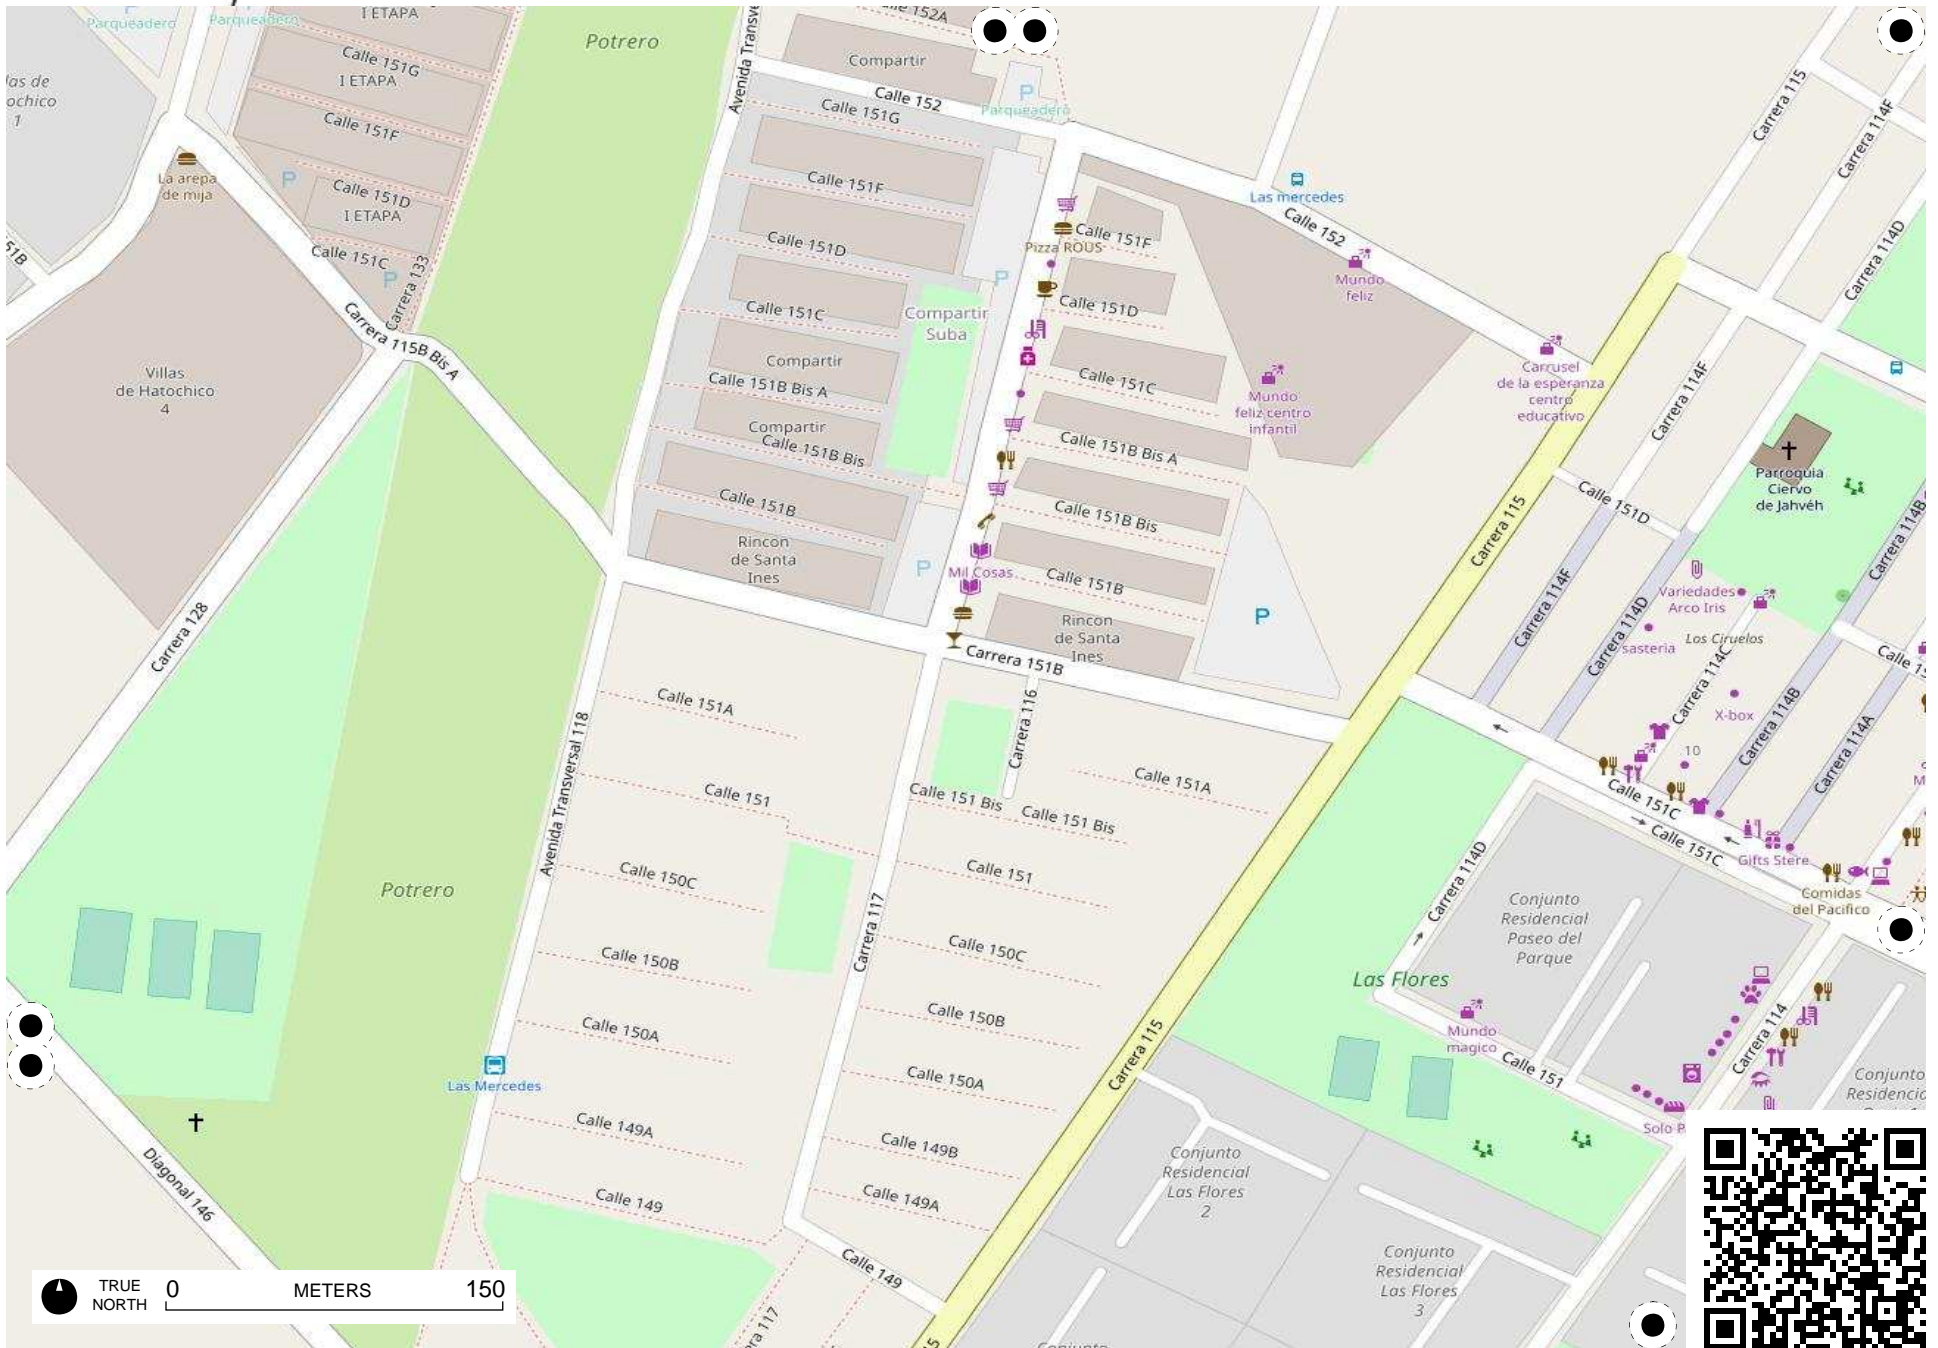 Parqueadero
Parqueadero
I ETAPA
Calle 151G
I ETAPA
Calle 151F
Calle 151D
I ETAPA
Calle 151C
Carrera 133
La arepa
de mija
Carrera 115B Bis A
Villas
de Hatochico
4
Carrera 128
Potrero
Calle 152
Compartir
Parqueadero
Calle 151G
Calle 151F
Calle 151D
Calle 151C
Compartir
Suba
Compartir
Calle 151B Bis A
Compartir
Calle 151B Bis
Calle 151B
Rincon
de Santa
Ines
Pizza ROUS
Calle 151F
Calle 151D
Calle 151C
Calle 151B Bis A
Calle 151B Bis
Calle 151B
Mil Cosas
Rincon
de Santa
Ines
Carrera 151B
Las mercedes
Calle 152
Mundo
feliz
Mundo
feliz centro
infantil
Carrusel
de la esperanza
centro
educativo
Carrera 115
Carrera 114F
Carrera 114D
Carrera 114F
Carrera 115
Calle 151D
Parroquia
Ciervo
de Jahvéh
Carrera 114B
Carrera 114F
Carrera 114D
Variedades
Arco Iris
sasteria
Los Ciruelos
Carrera 114C
X-box
10
Carrera 114B
Carrera 114A
Calle 151C
Calle 151C
Gifts Stere
Comidas
del Pacifico
Carrera 116
Calle 151A
Calle 151
Calle 150C
Calle 150B
Calle 150A
Calle 149A
Calle 149
Avenida Transversal 118
Las Mercedes
Potrero
Diagonal 146
Calle 151 Bis
Calle 151 Bis
Calle 151A
Calle 151
Calle 150C
Calle 150B
Calle 150A
Calle 149B
Calle 149A
Calle 149
Carrera 117
Carrera 115
Las Flores
Carrera 114D
Conjunto
Residencial
Paseo del
Parque
Mundo
magico
Calle 151
Carrera 114
Solo
Conjunto
Conjunto
Residencial
Las Flores
2
Conjunto
Residencial
Las Flores
3
Conjunto
TRUE
NORTH
0 METERS 150